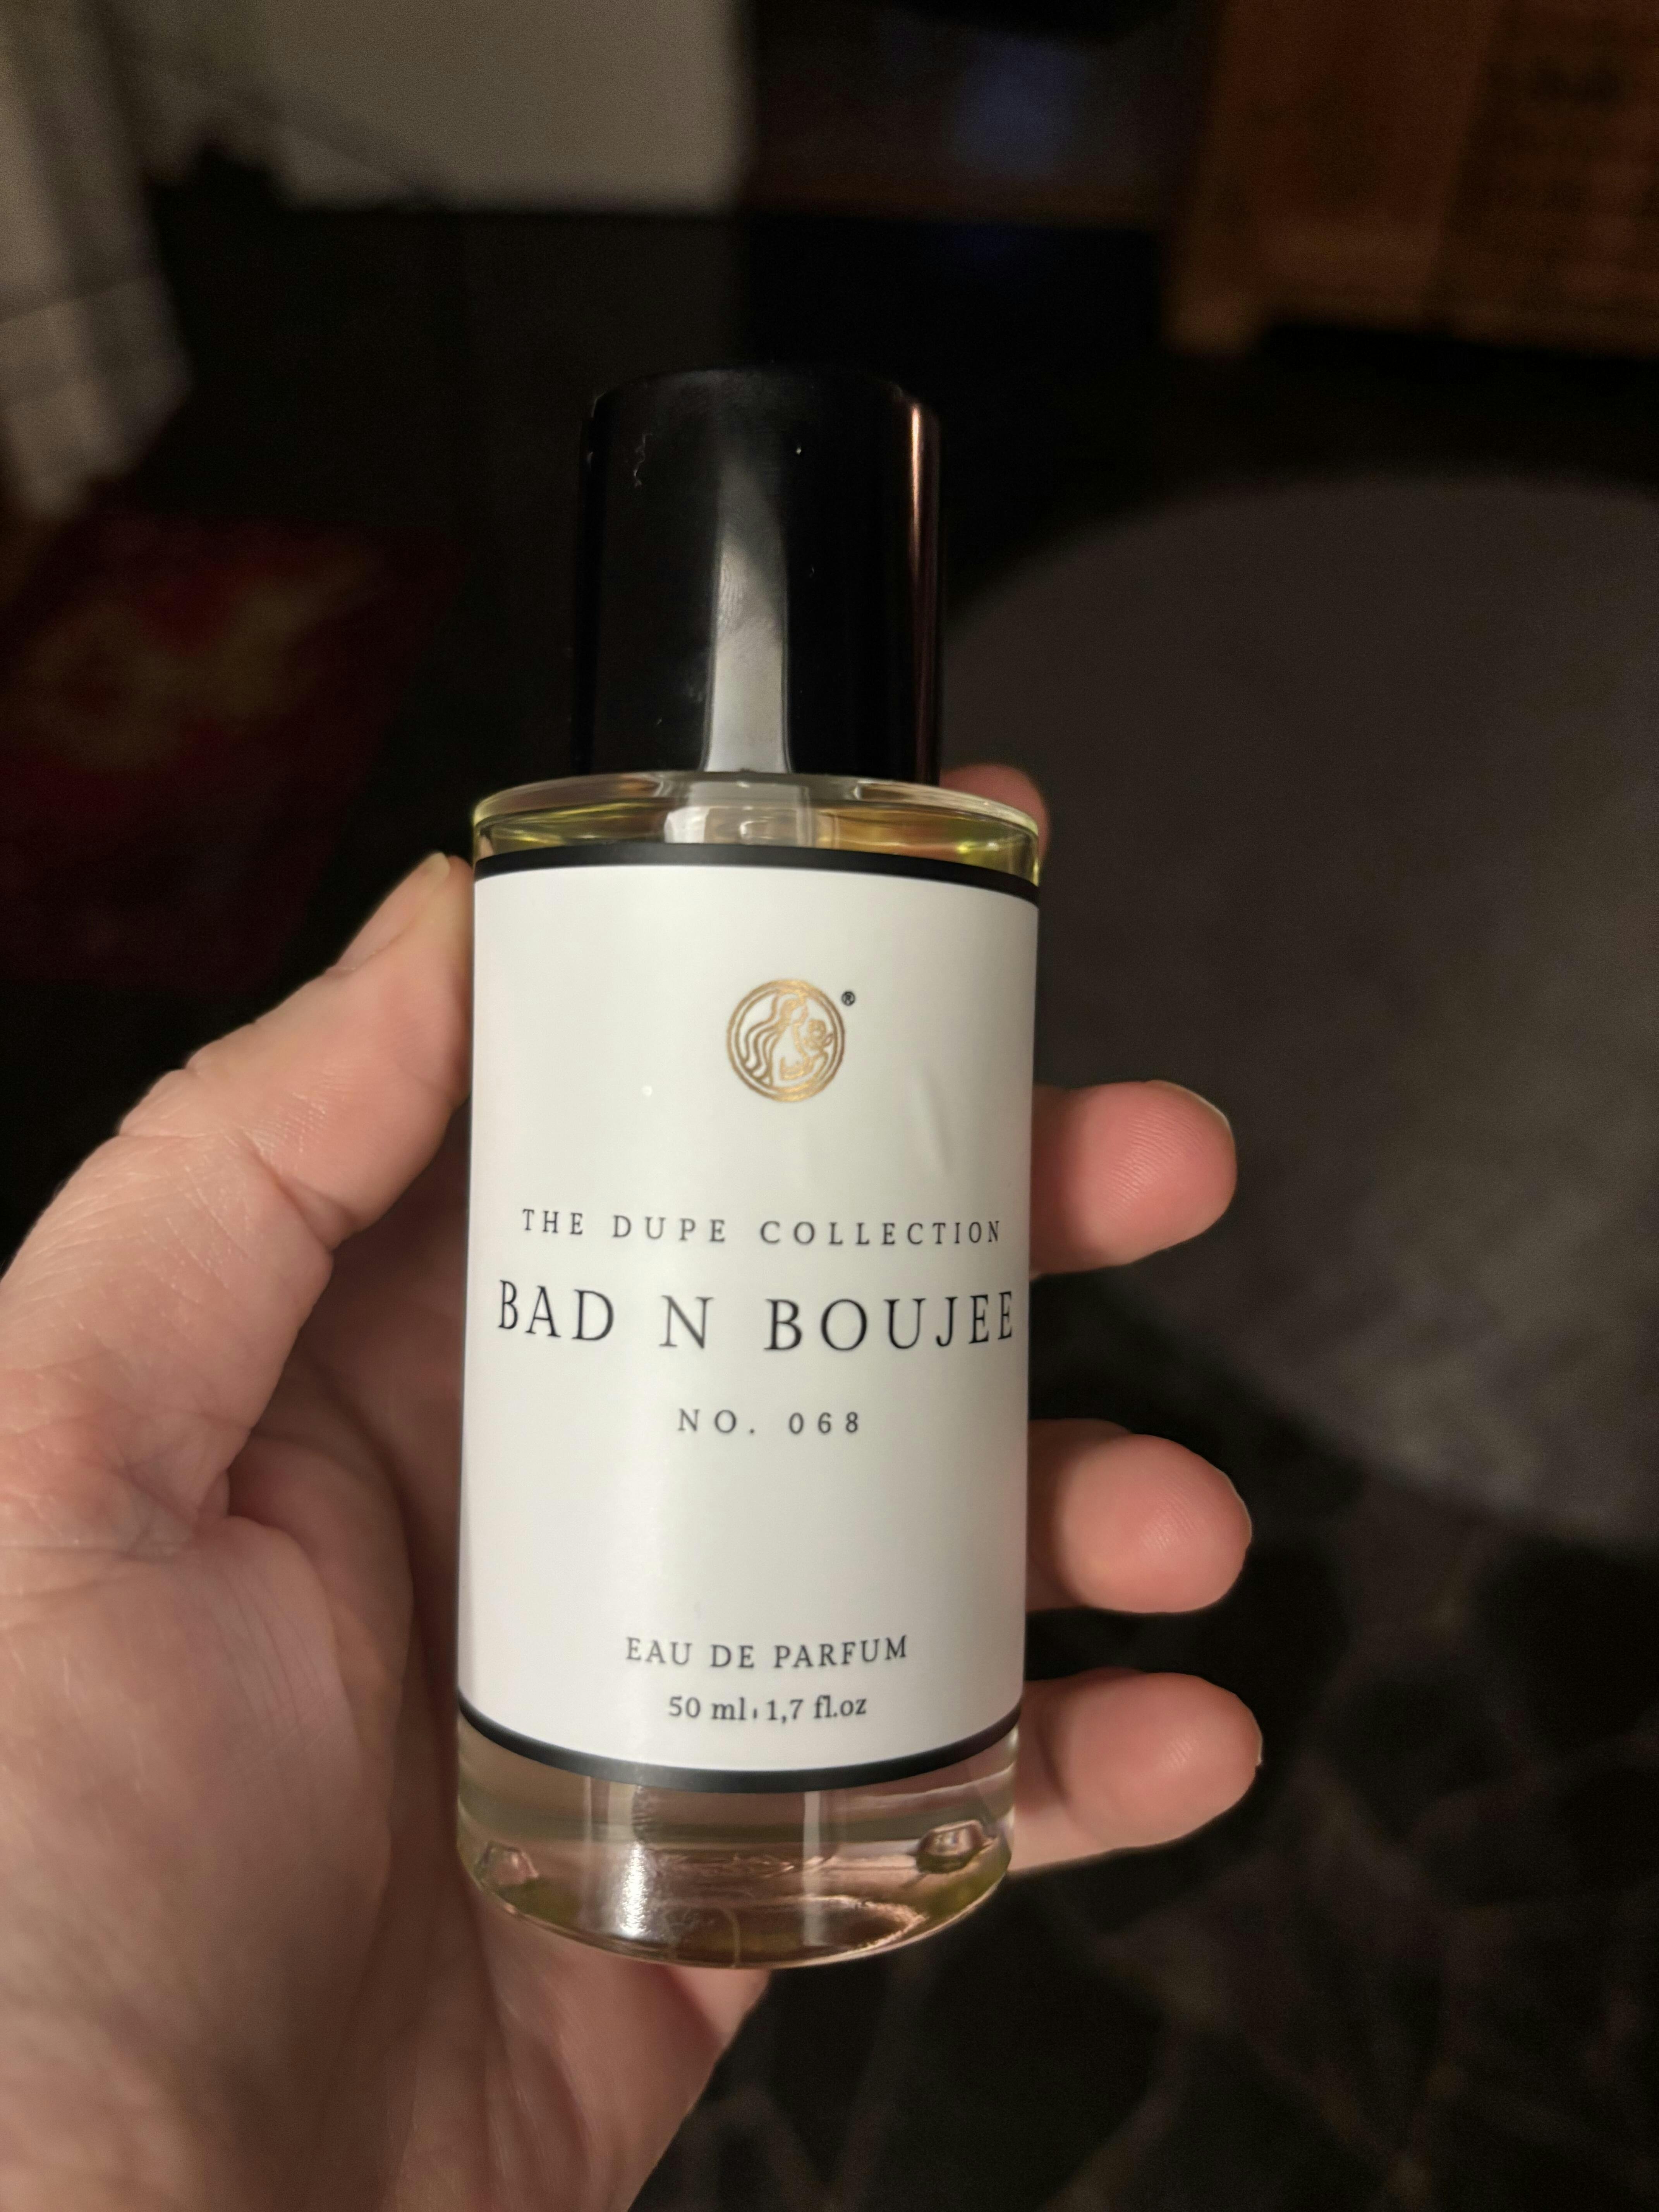 ®
THE DUPE COLLECTION
BAD N BOUJEE
NO. 068
EAU DE PARFUM
50 ml 1,7 fl.oz